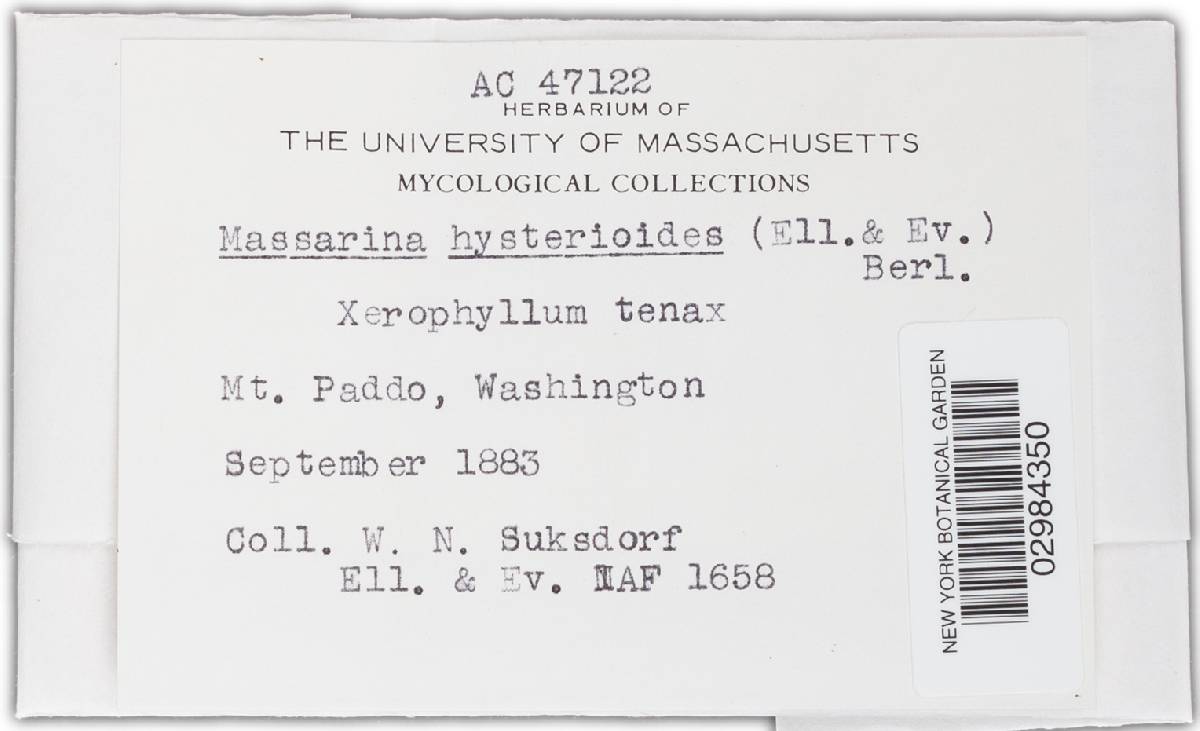 AC 47122
HERBARIUM OF
THE UNIVERSITY OF MASSACHUSETTS
MYCOLOGICAL COLLECTIONS
Massarina hysterioides (Ell.& Ev.)
Berl.
Xerophyllum tenax
Mt. Paddo, Washington
September 1883
Coll. W. N. Suksdorf
Ell. & Ev. NAF 1658
NEW YORK BOTANICAL GARDEN
02984350